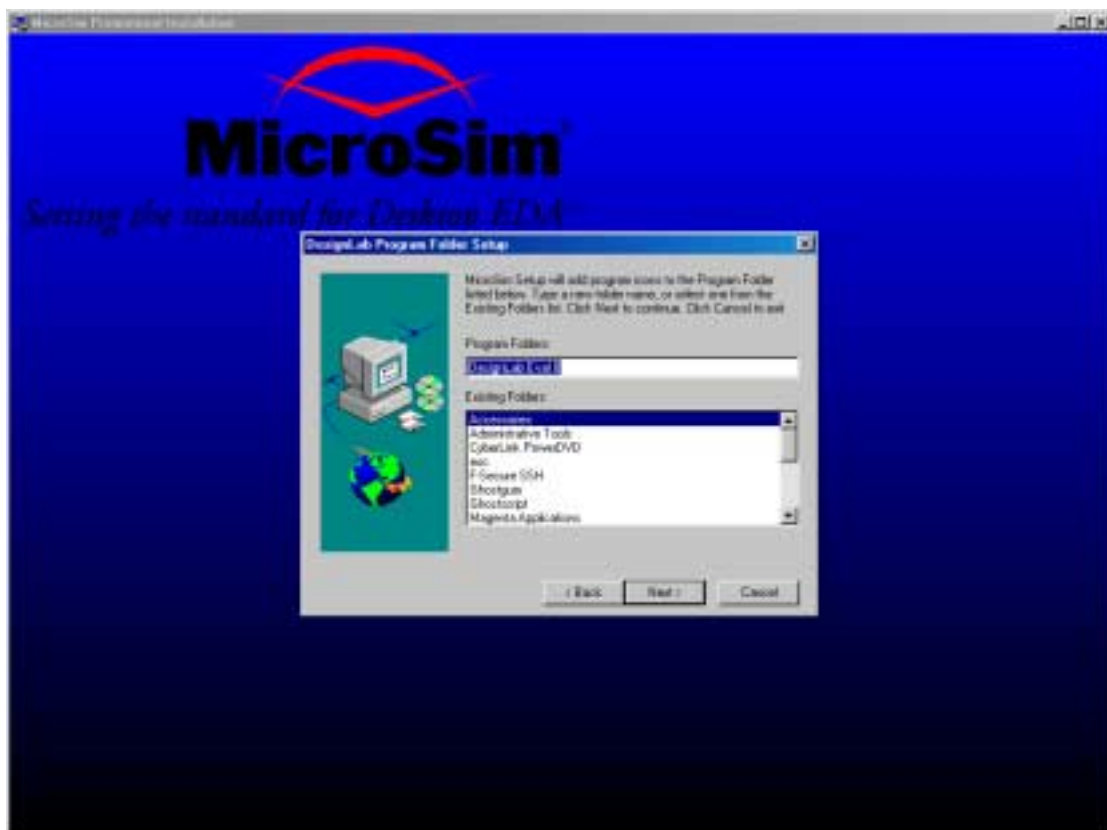 MicroSim Installation
MicroSim
Setting the standard for Desktop EDA
DesignLab Program Folder Setup
MicroSim Setup will add program icons to the Program Folder
listed below. Type a new folder name, or select one from the
Existing Folders list. Click Next to continue. Click Cancel to exit
Program Folders:
DesignLab Eval 8
Existing Folders:
Accessories
Administrative Tools
CyberLink PowerDVD
F-Secure SSH
Ghostgum
Ghostscript
Magenta Applications
< Back
Next >
Cancel